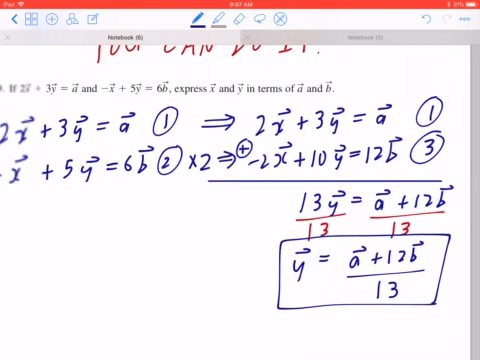 iPad
9:07 AM
Notebook (6)
Notebook (5)
YOU CAN DO IT!
9. If 2x⃗ + 3y⃗ = a⃗ and −x⃗ + 5y⃗ = 6b⃗, express x⃗ and y⃗ in terms of a⃗ and b⃗.
2x⃗ + 3y⃗ = a⃗ ① ⇒ 2x⃗ + 3y⃗ = a⃗ ①
-x⃗ + 5y⃗ = 6b⃗ ② ×2 ⇒ ⊕ -2x⃗ + 10y⃗ = 12b⃗ ③
13y⃗ = a⃗ + 12b⃗
13 13
y⃗ = a⃗ + 12b⃗
13